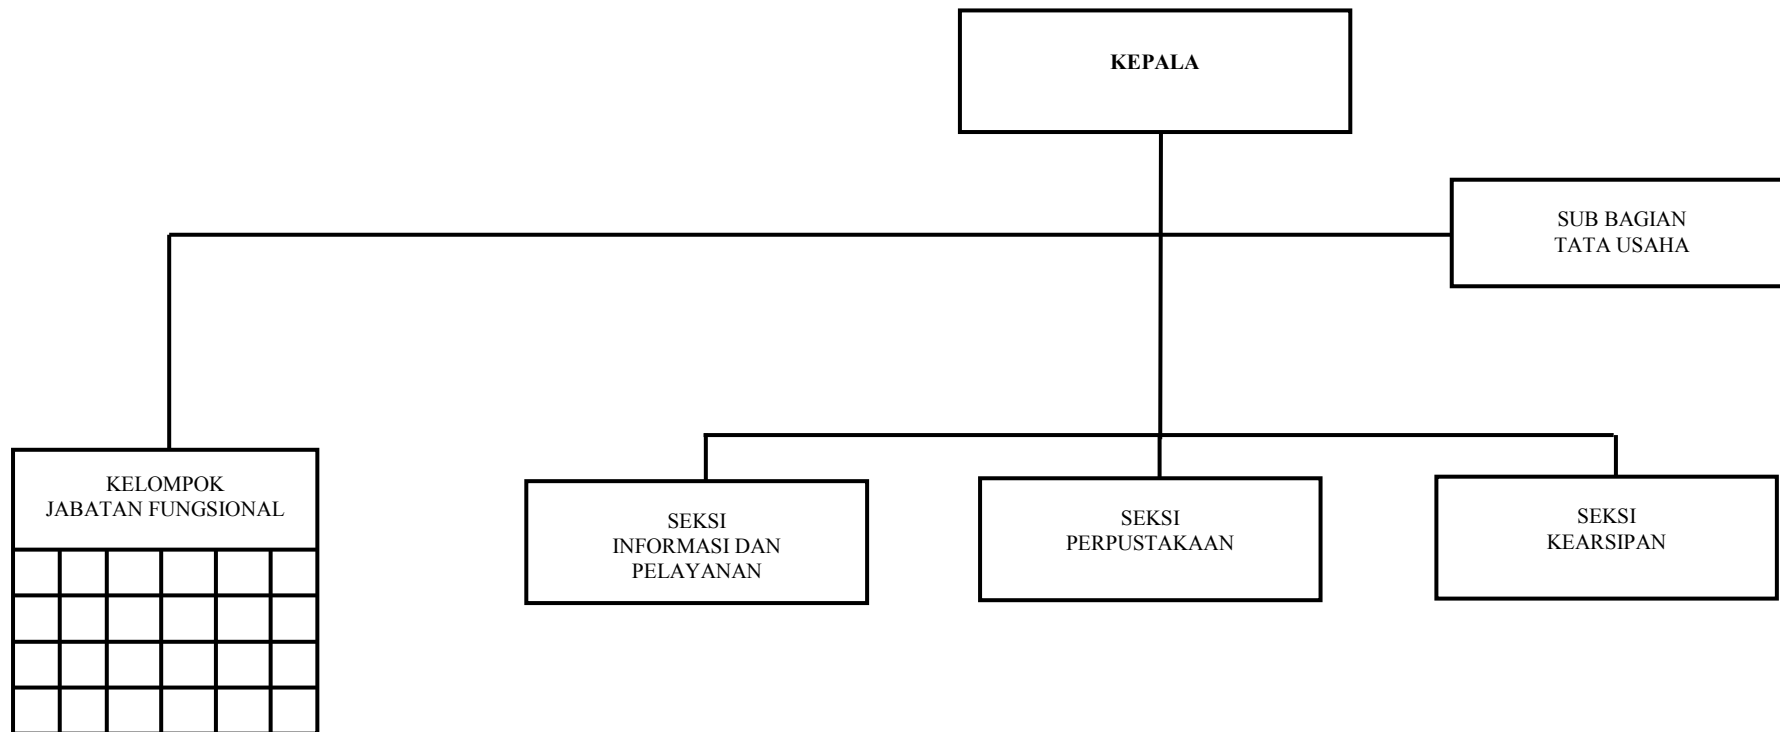 KEPALA
SUB BAGIAN
TATA USAHA
KELOMPOK
JABATAN FUNGSIONAL
SEKSI
INFORMASI DAN
PELAYANAN
SEKSI
PERPUSTAKAAN
SEKSI
KEARSIPAN